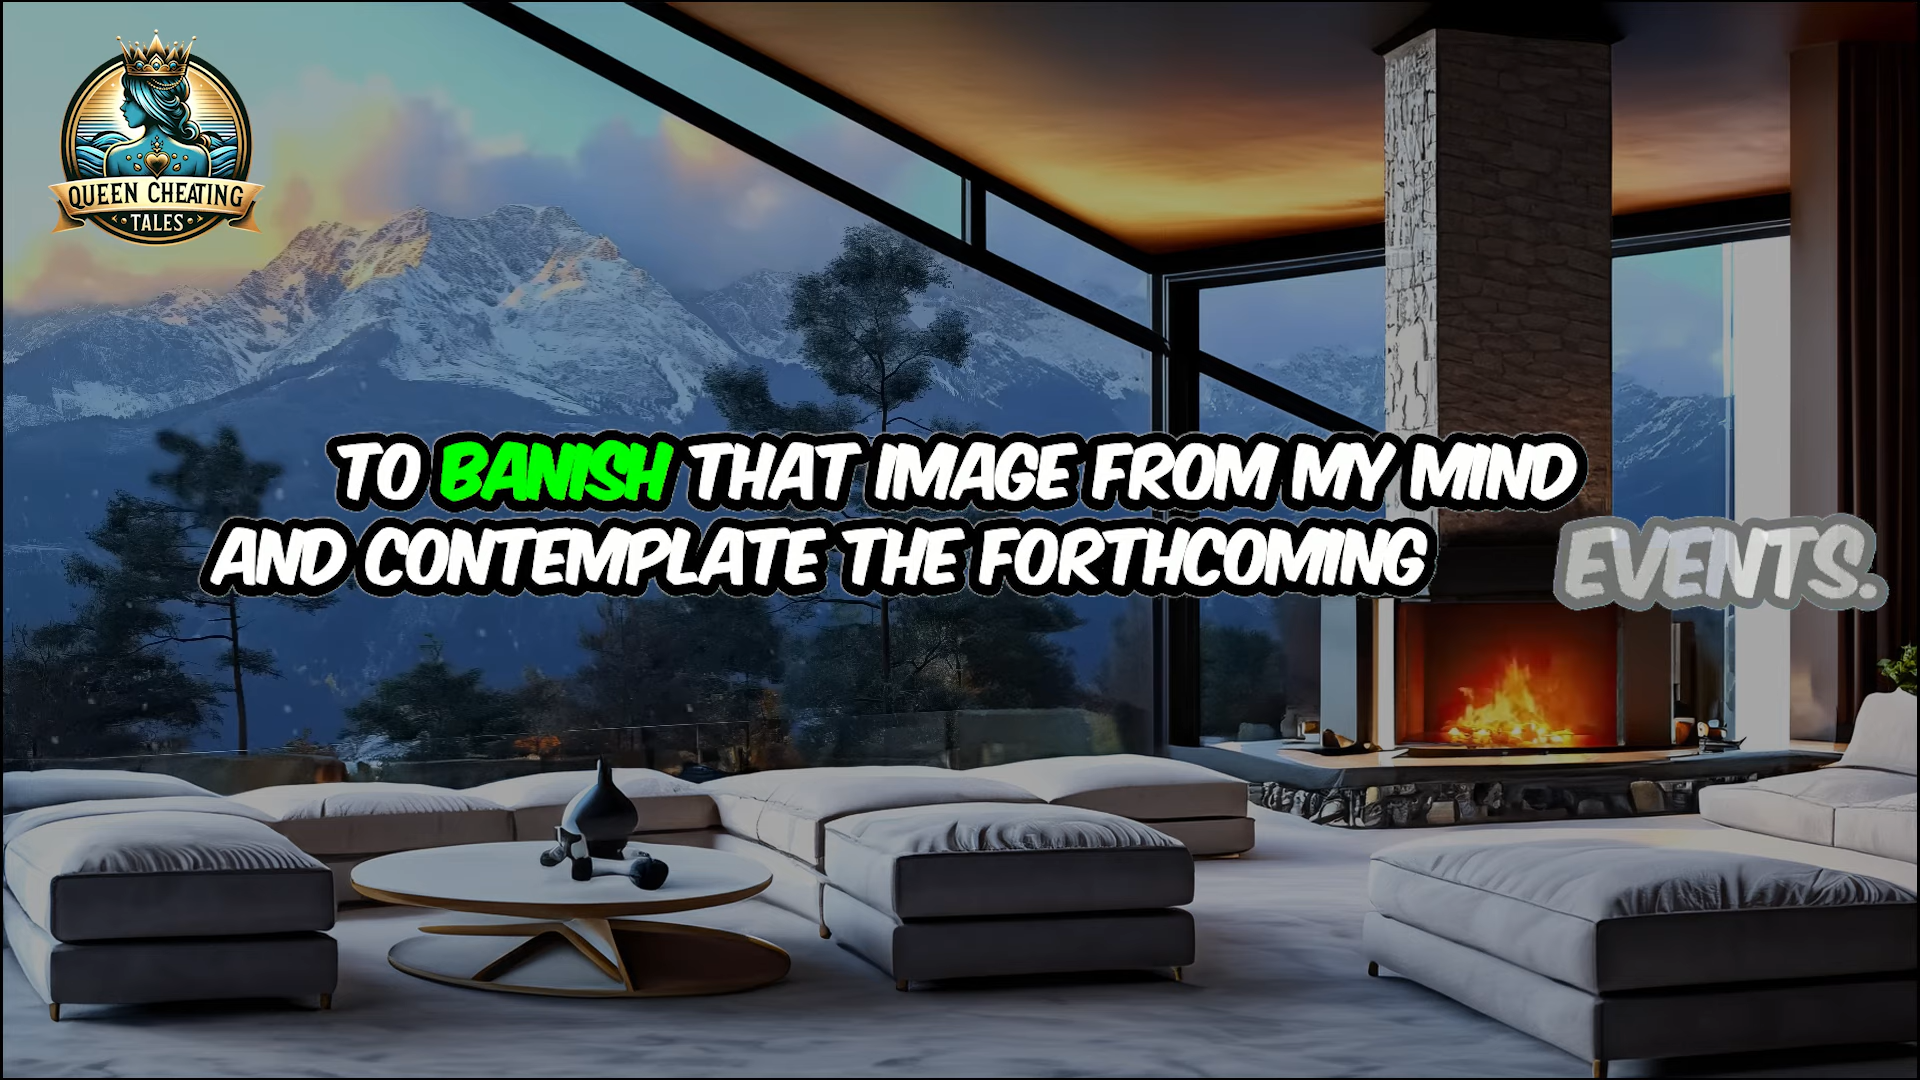 QUEEN CHEATING
TALES
TO BANISH THAT IMAGE FROM MY MIND
AND CONTEMPLATE THE FORTHCOMING EVENTS.